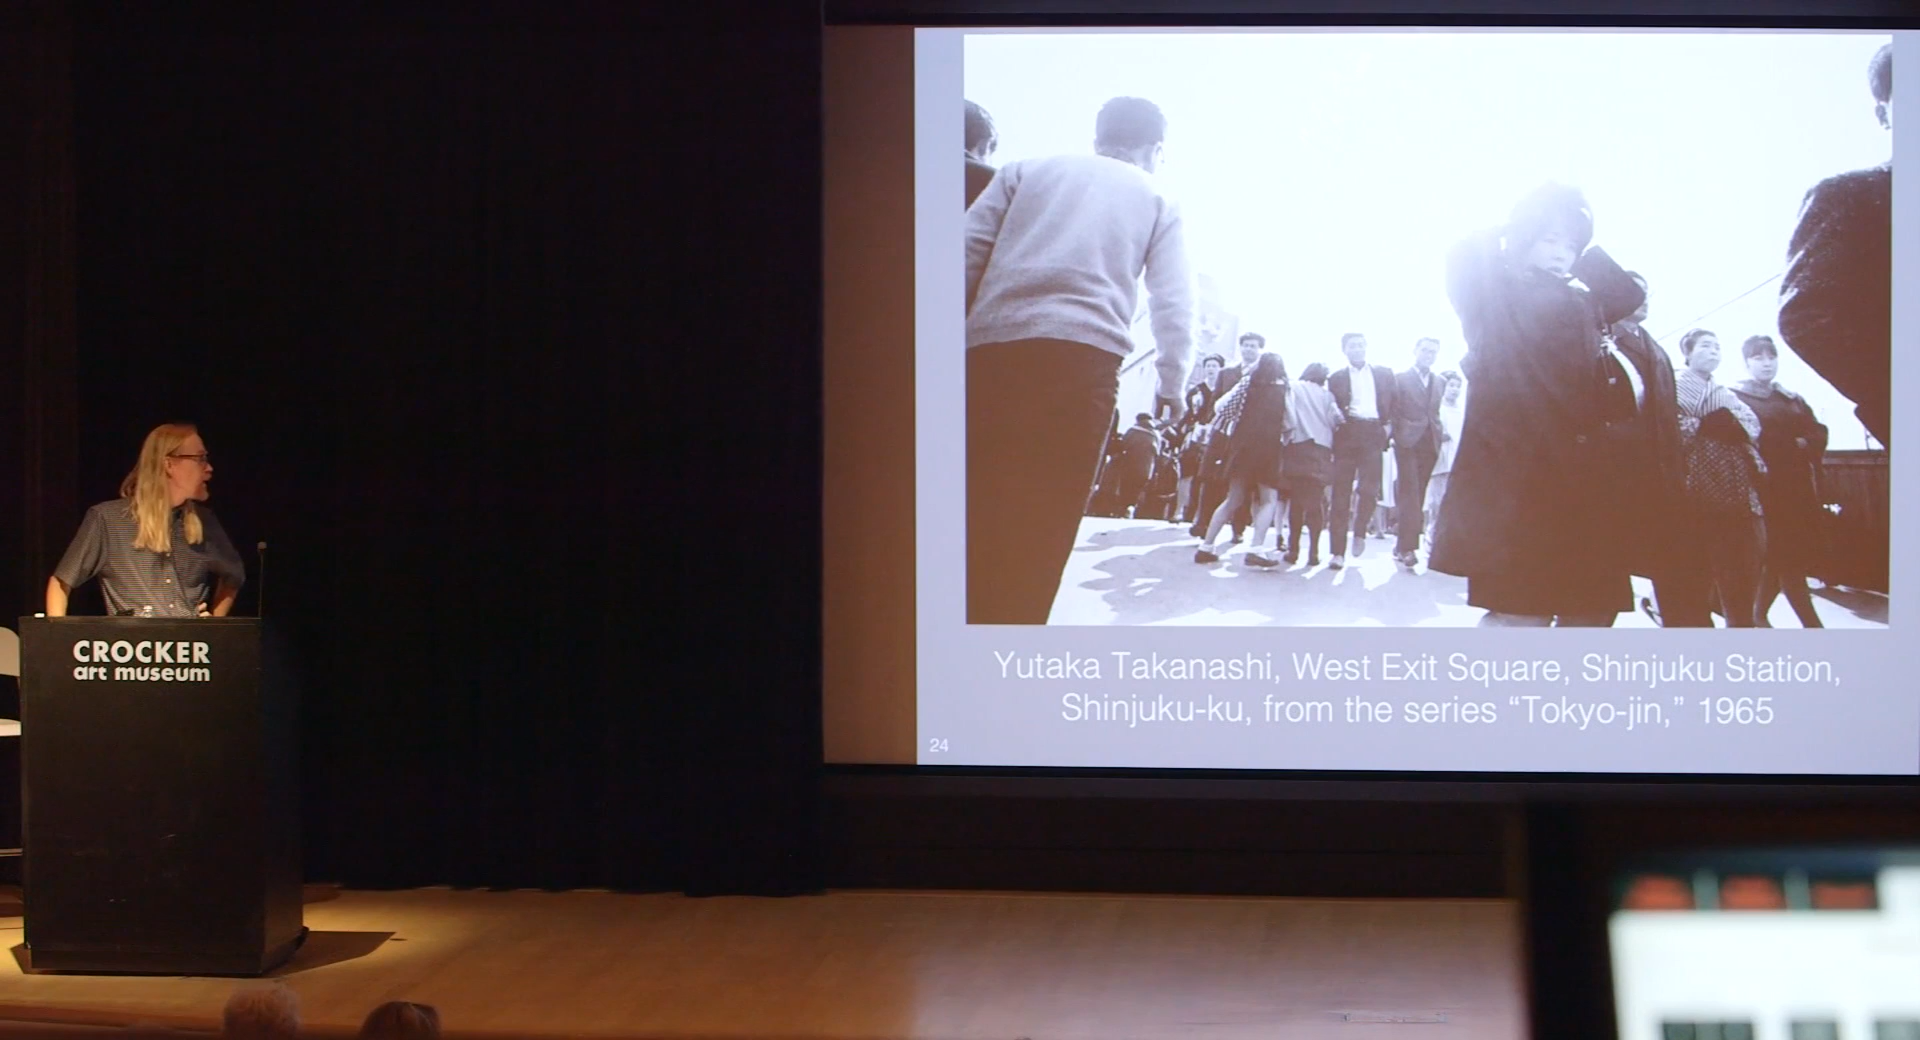 CROCKER
art museum
Yutaka Takanashi, West Exit Square, Shinjuku Station,
Shinjuku-ku, from the series “Tokyo-jin,” 1965
24